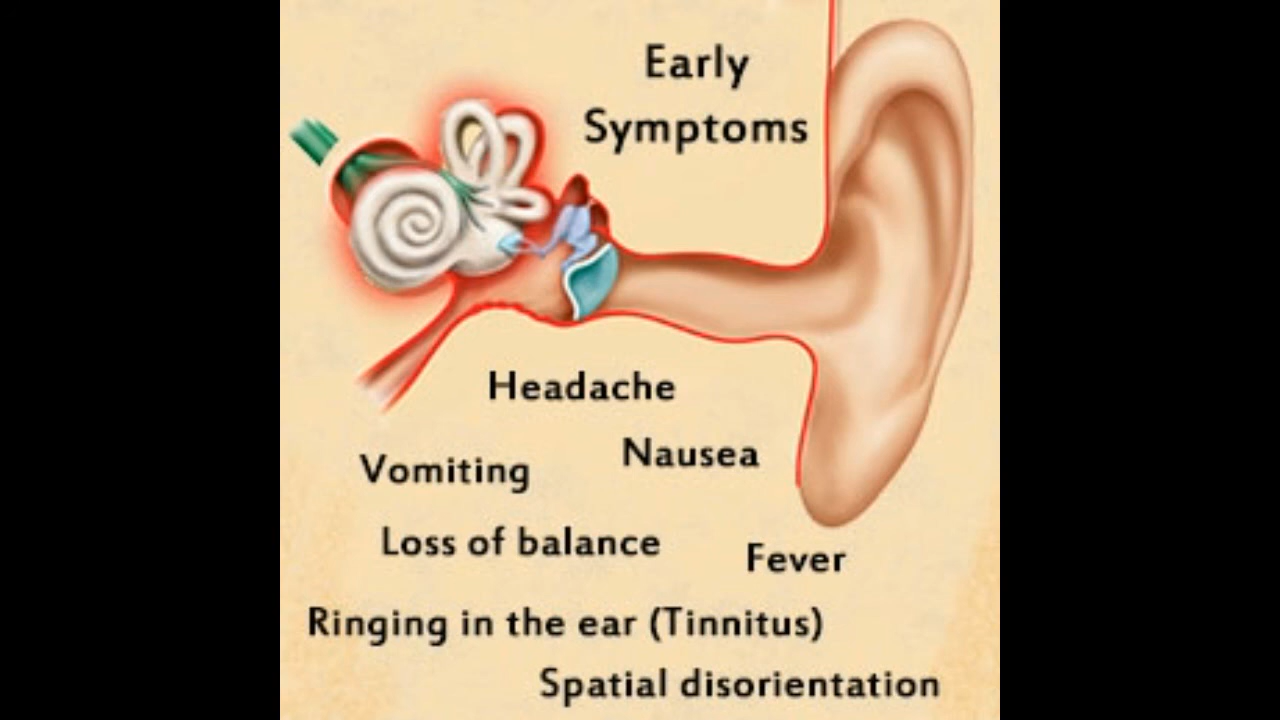 Early
Symptoms
Headache
Nausea
Vomiting
Loss of balance
Fever
Ringing in the ear (Tinnitus)
Spatial disorientation